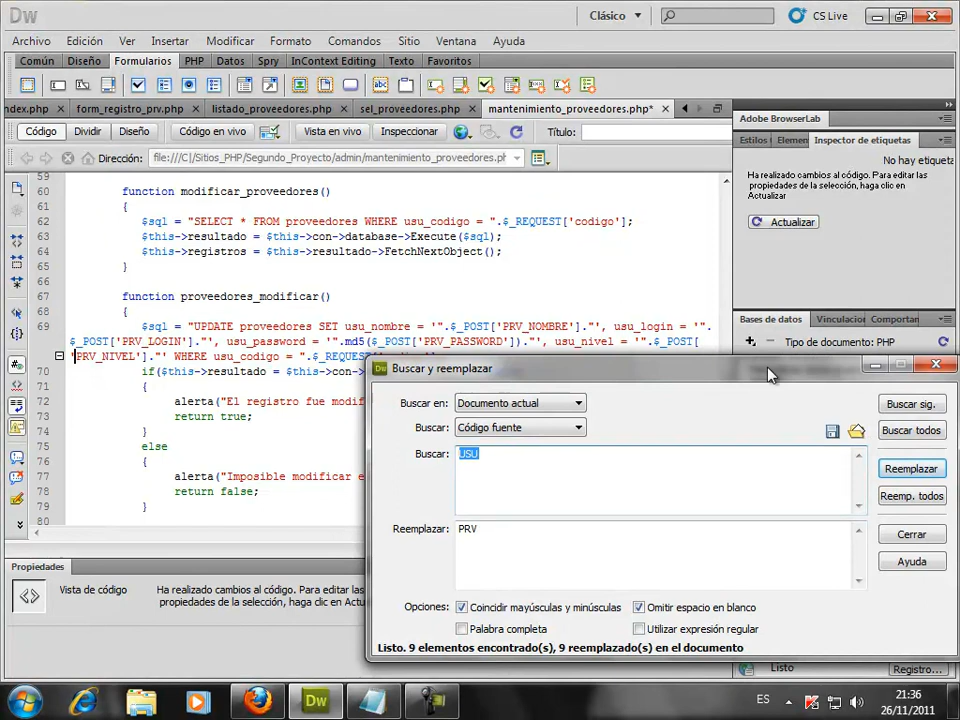 Dw
Clásico
CS Live
Archivo Edición Ver Insertar Modificar Formato Comandos Sitio Ventana Ayuda
Común Diseño Formularios PHP Datos Spry InContext Editing Texto Favoritos
ndex.php form_registro_prv.php listado_proveedores.php sel_proveedores.php mantenimiento_proveedores.php*
Código Dividir Diseño Código en vivo Vista en vivo Inspeccionar Título:
Dirección: file:///C|/Sitios_PHP/Segundo_Proyecto/admin/mantenimiento_proveedores.ph
Adobe BrowserLab
Estilos Elemen Inspector de etiquetas
No hay etiqueta
Ha realizado cambios al código. Para editar las
propiedades de la selección, haga clic en
Actualizar
Actualizar
Bases de datos Vinculacion Comportan
Tipo de documento: PHP
59
60 function modificar_proveedores()
61 {
62 $sql = "SELECT * FROM proveedores WHERE usu_codigo = ".$_REQUEST['codigo'];
63 $this->resultado = $this->con->database->Execute($sql);
64 $this->registros = $this->resultado->FetchNextObject();
65 }
66
67 function proveedores_modificar()
68 {
69 $sql = "UPDATE proveedores SET usu_nombre = '".$_POST['PRV_NOMBRE']."', usu_login = '".
$_POST['PRV_LOGIN']."', usu_password = '".md5($_POST['PRV_PASSWORD'])."', usu_nivel = '".$_POST[
'PRV_NIVEL']."' WHERE usu_codigo = ".$_REQUEST
70 if($this->resultado = $this->con->
71 {
72 alert("El registro fue modif
73 return true;
74 }
75 else
76 {
77 alert("Imposible modificar e
78 return false;
79 }
80
Dw Buscar y reemplazar
Buscar en: Documento actual Buscar sig.
Buscar: Código fuente Buscar todos
Buscar: USU
Reemplazar
Reemp. todos
Reemplazar: PRV
Cerrar
Ayuda
Opciones: Coincidir mayúsculas y minúsculas Omitir espacio en blanco
Palabra completa Utilizar expresión regular
Listo. 9 elementos encontrado(s), 9 reemplazado(s) en el documento
Propiedades
Vista de código
Ha realizado cambios al código. Para editar las
propiedades de la selección, haga clic en Actu
Listo Registro...
Dw
ES
21:36
26/11/2011